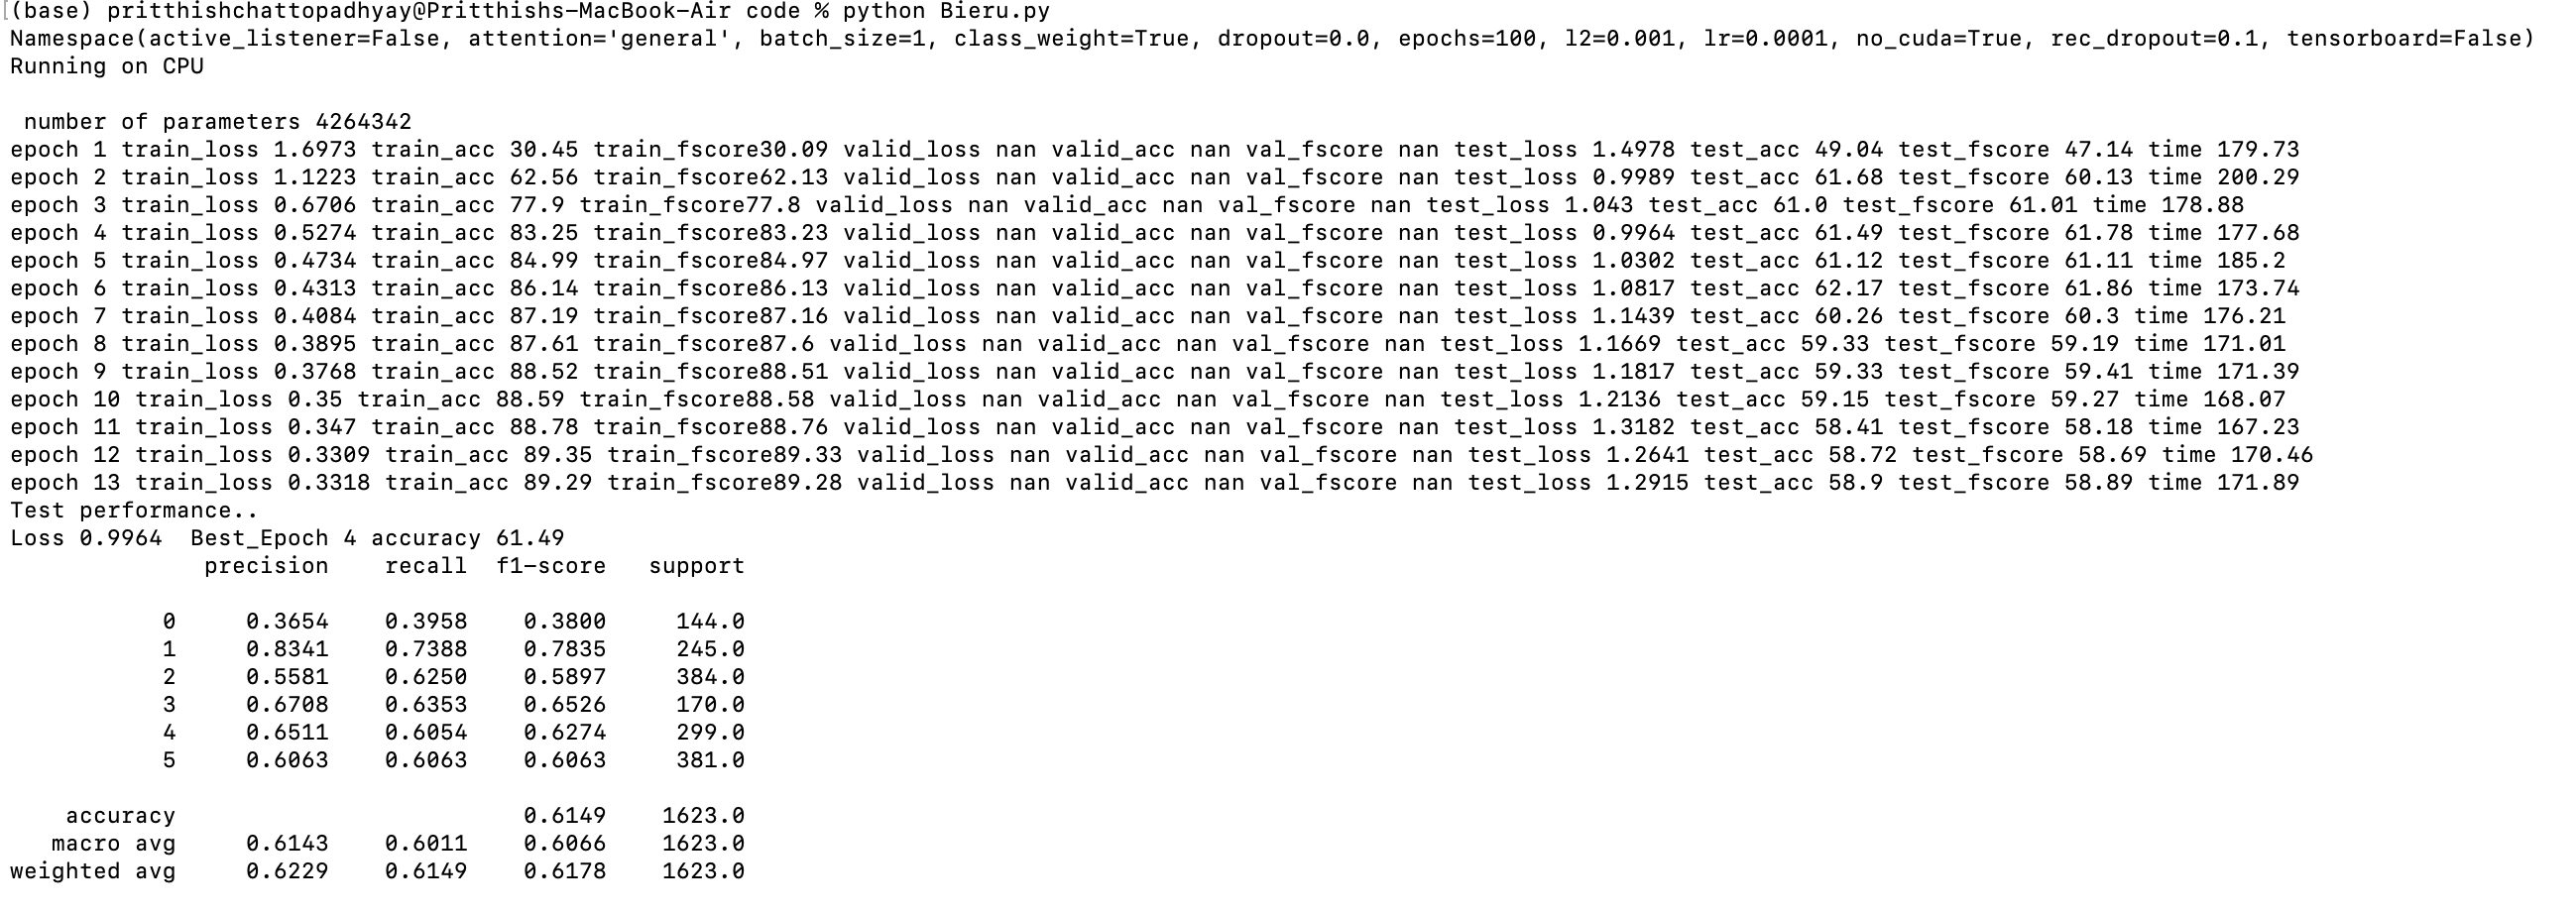 [(base) pritthishchattopadhyay@Pritthishs-MacBook-Air code % python Bieru.py
Namespace(active_listener=False, attention='general', batch_size=1, class_weight=True, dropout=0.0, epochs=100, l2=0.001, lr=0.0001, no_cuda=True, rec_dropout=0.1, tensorboard=False)
Running on CPU
number of parameters 4264342
epoch 1 train_loss 1.6973 train_acc 30.45 train_fscore30.09 valid_loss nan valid_acc nan val_fscore nan test_loss 1.4978 test_acc 49.04 test_fscore 47.14 time 179.73
epoch 2 train_loss 1.1223 train_acc 62.56 train_fscore62.13 valid_loss nan valid_acc nan val_fscore nan test_loss 0.9989 test_acc 61.68 test_fscore 60.13 time 200.29
epoch 3 train_loss 0.6706 train_acc 77.9 train_fscore77.8 valid_loss nan valid_acc nan val_fscore nan test_loss 1.043 test_acc 61.0 test_fscore 61.01 time 178.88
epoch 4 train_loss 0.5274 train_acc 83.25 train_fscore83.23 valid_loss nan valid_acc nan val_fscore nan test_loss 0.9964 test_acc 61.49 test_fscore 61.78 time 177.68
epoch 5 train_loss 0.4734 train_acc 84.99 train_fscore84.97 valid_loss nan valid_acc nan val_fscore nan test_loss 1.0302 test_acc 61.12 test_fscore 61.11 time 185.2
epoch 6 train_loss 0.4313 train_acc 86.14 train_fscore86.13 valid_loss nan valid_acc nan val_fscore nan test_loss 1.0817 test_acc 62.17 test_fscore 61.86 time 173.74
epoch 7 train_loss 0.4084 train_acc 87.19 train_fscore87.16 valid_loss nan valid_acc nan val_fscore nan test_loss 1.1439 test_acc 60.26 test_fscore 60.3 time 176.21
epoch 8 train_loss 0.3895 train_acc 87.61 train_fscore87.6 valid_loss nan valid_acc nan val_fscore nan test_loss 1.1669 test_acc 59.33 test_fscore 59.19 time 171.01
epoch 9 train_loss 0.3768 train_acc 88.52 train_fscore88.51 valid_loss nan valid_acc nan val_fscore nan test_loss 1.1817 test_acc 59.33 test_fscore 59.41 time 171.39
epoch 10 train_loss 0.35 train_acc 88.59 train_fscore88.58 valid_loss nan valid_acc nan val_fscore nan test_loss 1.2136 test_acc 59.15 test_fscore 59.27 time 168.07
epoch 11 train_loss 0.347 train_acc 88.78 train_fscore88.76 valid_loss nan valid_acc nan val_fscore nan test_loss 1.3182 test_acc 58.41 test_fscore 58.18 time 167.23
epoch 12 train_loss 0.3309 train_acc 89.35 train_fscore89.33 valid_loss nan valid_acc nan val_fscore nan test_loss 1.2641 test_acc 58.72 test_fscore 58.69 time 170.46
epoch 13 train_loss 0.3318 train_acc 89.29 train_fscore89.28 valid_loss nan valid_acc nan val_fscore nan test_loss 1.2915 test_acc 58.9 test_fscore 58.89 time 171.89
Test performance..
Loss 0.9964  Best_Epoch 4 accuracy 61.49
precision    recall  f1-score   support
0     0.3654    0.3958    0.3800     144.0
1     0.8341    0.7388    0.7835     245.0
2     0.5581    0.6250    0.5897     384.0
3     0.6708    0.6353    0.6526     170.0
4     0.6511    0.6054    0.6274     299.0
5     0.6063    0.6063    0.6063     381.0
accuracy                         0.6149    1623.0
macro avg     0.6143    0.6011    0.6066    1623.0
weighted avg     0.6229    0.6149    0.6178    1623.0